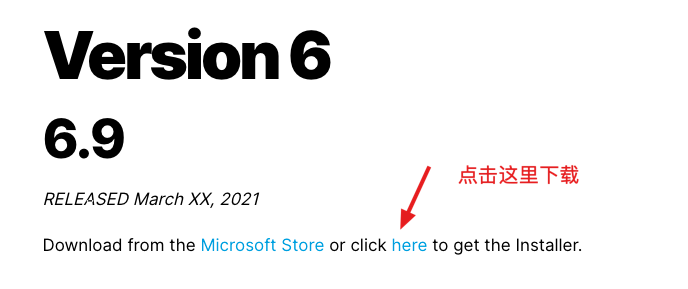 Version 6
6.9
点击这里下载
RELEASED March XX, 2021
Download from the Microsoft Store or click here to get the Installer.